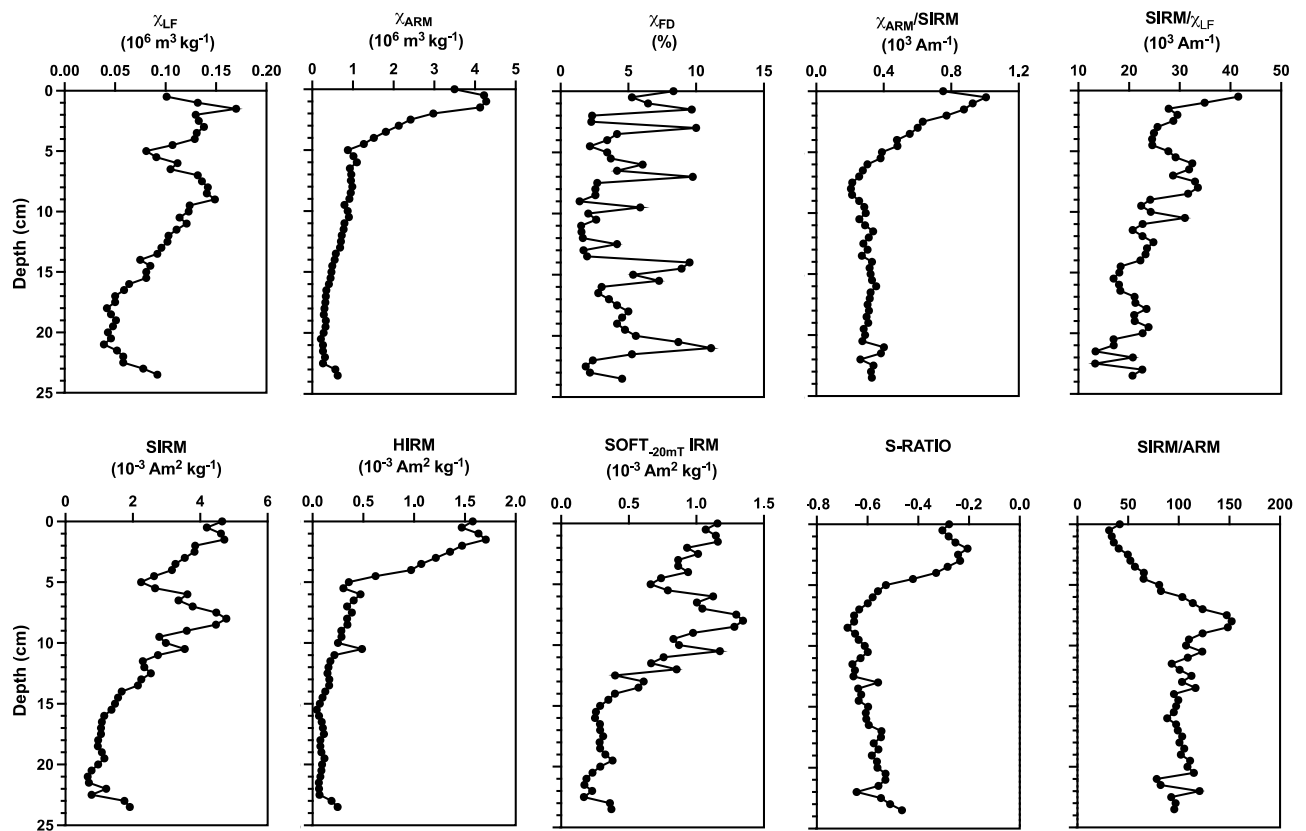 χLF
(10⁶ m³ kg⁻¹)
0.00 0.05 0.10 0.15 0.20
χARM
(10⁶ m³ kg⁻¹)
0 1 2 3 4 5
χFD
(%)
0 5 10 15
χARM/SIRM
(10³ Am⁻¹)
0.0 0.4 0.8 1.2
SIRM/χLF
(10³ Am⁻¹)
10 20 30 40 50
Depth (cm)
0
5
10
15
20
25
SIRM
(10⁻³ Am² kg⁻¹)
0 2 4 6
HIRM
(10⁻³ Am² kg⁻¹)
0.0 0.5 1.0 1.5 2.0
SOFT-20mT IRM
(10⁻³ Am² kg⁻¹)
0.0 0.5 1.0 1.5
S-RATIO
-0.8 -0.6 -0.4 -0.2 0.0
SIRM/ARM
0 50 100 150 200
Depth (cm)
0
5
10
15
20
25